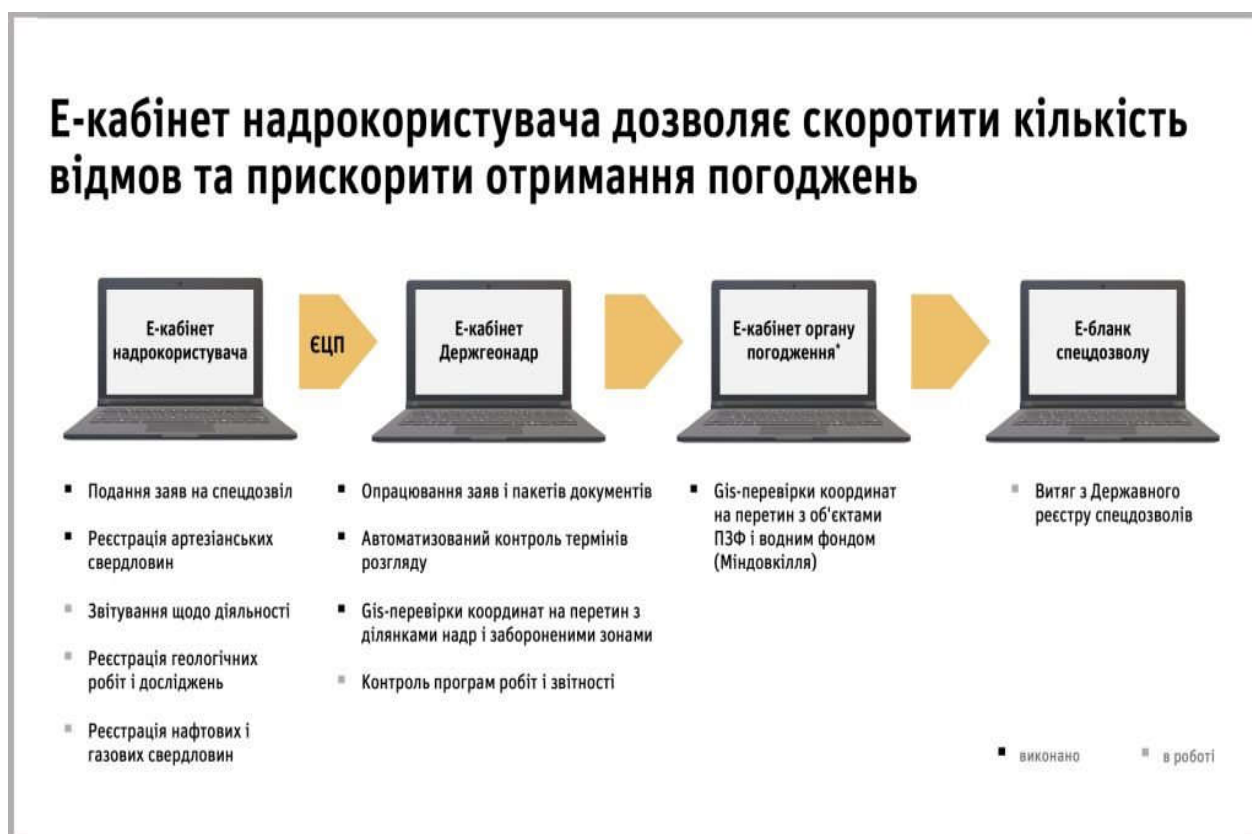 Е-кабінет надрокористувача дозволяє скоротити кількість
відмов та прискорити отримання погоджень
Е-кабінет
надрокористувача
ЄЦП
Е-кабінет
Держгеонадр
Е-кабінет органу
погодження*
Е-бланк
спецдозволу
▪ Подання заяв на спецдозвіл
▪ Реєстрація артезіанських
свердловин
▪ Звітування щодо діяльності
▪ Реєстрація геологічних
робіт і досліджень
▪ Реєстрація нафтових і
газових свердловин
▪ Опрацювання заяв і пакетів документів
▪ Автоматизований контроль термінів
розгляду
▪ Gis-перевірки координат на перетин з
ділянками надр і забороненими зонами
▪ Контроль програм робіт і звітності
▪ Gis-перевірки координат
на перетин з об'єктами
ПЗФ і водним фондом
(Міндовкілля)
▪ Витяг з Державного
реєстру спецдозволів
▪ виконано
▪ в роботі